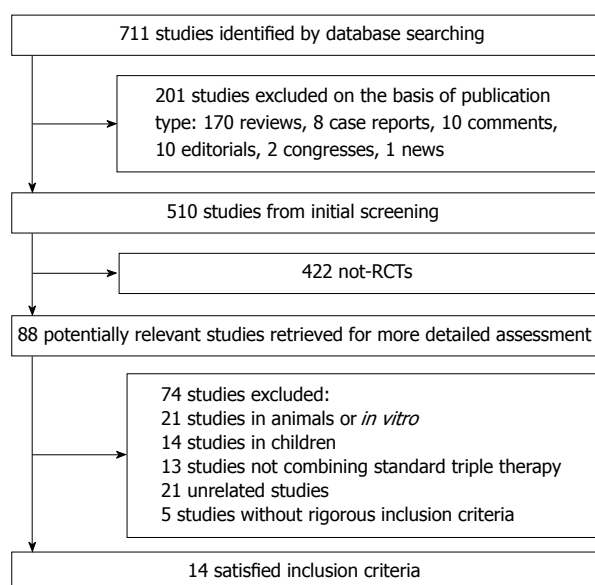 711 studies identified by database searching
201 studies excluded on the basis of publication
type: 170 reviews, 8 case reports, 10 comments,
10 editorials, 2 congresses, 1 news
510 studies from initial screening
422 not-RCTs
88 potentially relevant studies retrieved for more detailed assessment
74 studies excluded:
21 studies in animals or in vitro
14 studies in children
13 studies not combining standard triple therapy
21 unrelated studies
5 studies without rigorous inclusion criteria
14 satisfied inclusion criteria